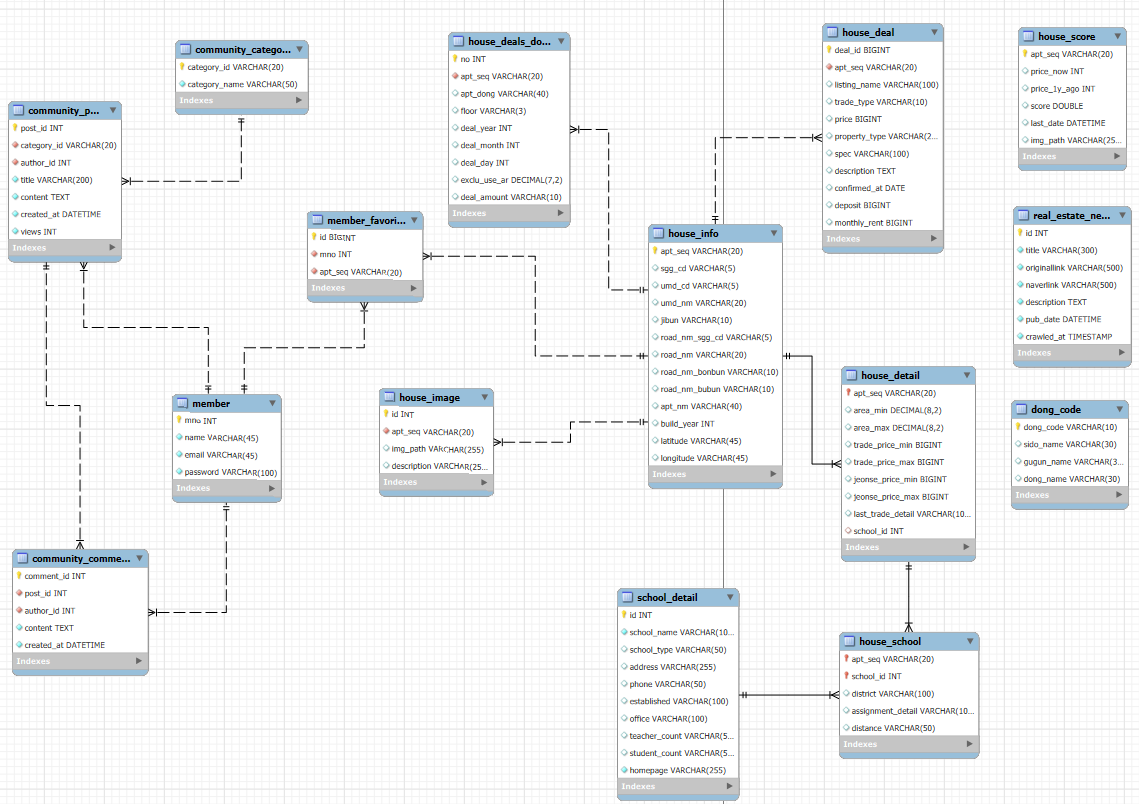 community_catego...
category_id VARCHAR(20)
category_name VARCHAR(50)
Indexes
community_p...
post_id INT
category_id VARCHAR(20)
author_id INT
title VARCHAR(200)
content TEXT
created_at DATETIME
views INT
Indexes
house_deals_do...
no INT
apt_seq VARCHAR(20)
apt_dong VARCHAR(40)
floor VARCHAR(3)
deal_year INT
deal_month INT
deal_day INT
exclu_use_ar DECIMAL(7,2)
deal_amount VARCHAR(10)
Indexes
member_favori...
id BIGINT
mno INT
apt_seq VARCHAR(20)
Indexes
house_deal
deal_id BIGINT
apt_seq VARCHAR(20)
listing_name VARCHAR(100)
trade_type VARCHAR(10)
price BIGINT
property_type VARCHAR(2...
spec VARCHAR(100)
description TEXT
confirmed_at DATE
deposit BIGINT
monthly_rent BIGINT
Indexes
house_score
apt_seq VARCHAR(20)
price_now INT
price_1y_ago INT
score DOUBLE
last_date DATETIME
img_path VARCHAR(25...
Indexes
real_estate_ne...
id INT
title VARCHAR(300)
originallink VARCHAR(500)
naverlink VARCHAR(500)
description TEXT
pub_date DATETIME
crawled_at TIMESTAMP
Indexes
house_info
apt_seq VARCHAR(20)
sgg_cd VARCHAR(5)
umd_cd VARCHAR(5)
umd_nm VARCHAR(20)
jibun VARCHAR(10)
road_nm_sgg_cd VARCHAR(5)
road_nm VARCHAR(20)
road_nm_bonbun VARCHAR(10)
road_nm_bubun VARCHAR(10)
apt_nm VARCHAR(40)
build_year INT
latitude VARCHAR(45)
longitude VARCHAR(45)
Indexes
member
mno INT
name VARCHAR(45)
email VARCHAR(45)
password VARCHAR(100)
Indexes
house_image
id INT
apt_seq VARCHAR(20)
img_path VARCHAR(255)
description VARCHAR(25...
Indexes
house_detail
apt_seq VARCHAR(20)
area_min DECIMAL(8,2)
area_max DECIMAL(8,2)
trade_price_min BIGINT
trade_price_max BIGINT
jeonse_price_min BIGINT
jeonse_price_max BIGINT
last_trade_detail VARCHAR(10...
school_id INT
Indexes
dong_code
dong_code VARCHAR(10)
sido_name VARCHAR(30)
gugun_name VARCHAR(3...
dong_name VARCHAR(30)
Indexes
community_comme...
comment_id INT
post_id INT
author_id INT
content TEXT
created_at DATETIME
Indexes
school_detail
id INT
school_name VARCHAR(10...
school_type VARCHAR(50)
address VARCHAR(255)
phone VARCHAR(50)
established VARCHAR(100)
office VARCHAR(100)
teacher_count VARCHAR(5...
student_count VARCHAR(5...
homepage VARCHAR(255)
Indexes
house_school
apt_seq VARCHAR(20)
school_id INT
district VARCHAR(100)
assignment_detail VARCHAR(10...
distance VARCHAR(50)
Indexes